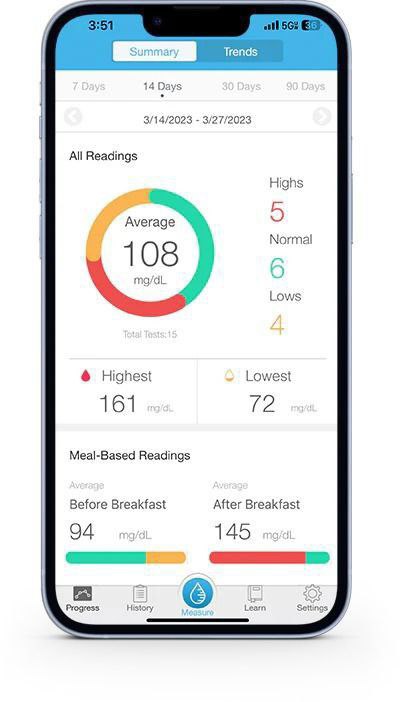 3:51 5G 36
Summary Trends
7 Days 14 Days 30 Days 90 Days
3/14/2023 - 3/27/2023
All Readings
Average
108
mg/dL
Total Tests:15
Highs
5
Normal
6
Lows
4
Highest Lowest
161 mg/dL 72 mg/dL
Meal-Based Readings
Average Average
Before Breakfast After Breakfast
94 mg/dL 145 mg/dL
Progress History Measure Learn Settings